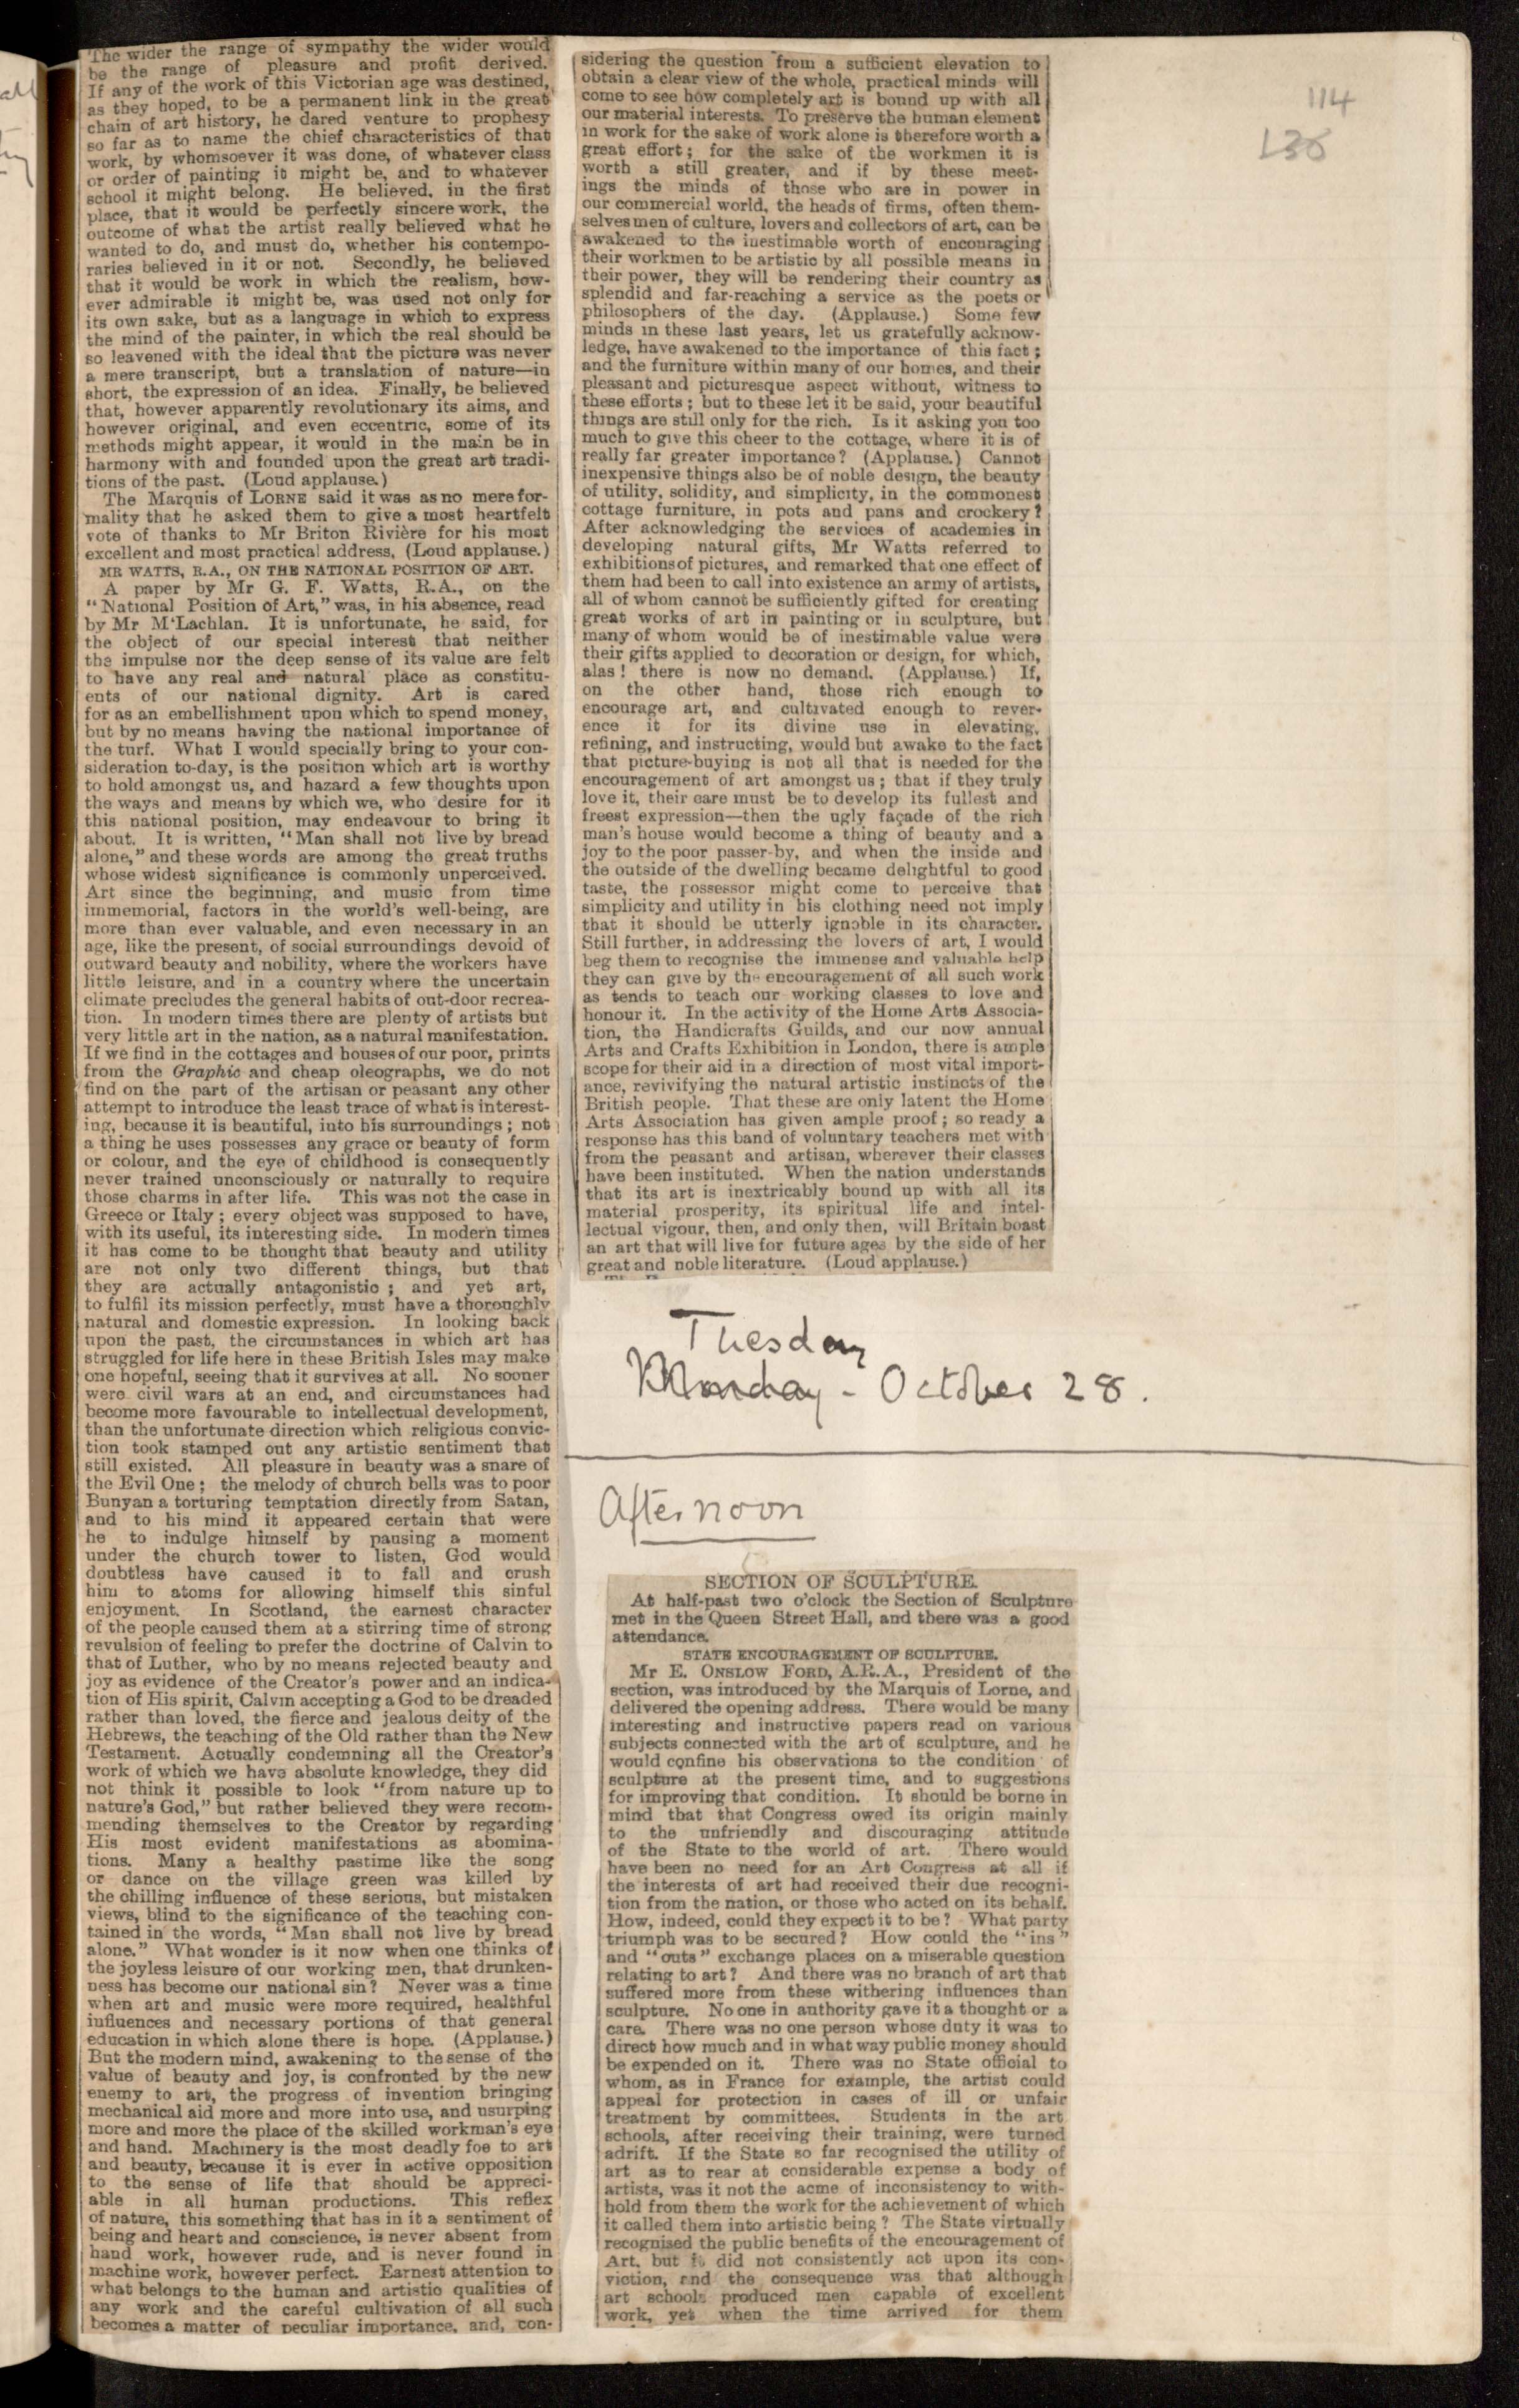 The wider the range of sympathy the wider would
be the range of pleasure and profit derived.
If any of the work of this Victorian age was destined,
as they hoped, to be a permanent link in the great
chain of art history, he dared venture to prophesy
so far as to name the chief characteristics of that
work, by whomsoever it was done, of whatever class
or order of painting it might be, and to whatever
school it might belong. He believed, in the first
place, that it would be perfectly sincere work, the
outcome of what the artist really believed what he
wanted to do, and must do, whether his contempo-
raries believed in it or not. Secondly, he believed
that it would be work in which the realism, how-
ever admirable it might be, was used not only for
its own sake, but as a language in which to express
the mind of the painter, in which the real should be
so leavened with the ideal that the picture was never
a mere transcript, but a translation of nature—in
short, the expression of an idea. Finally, he believed
that, however apparently revolutionary its aims, and
however original, and even eccentric, some of its
methods might appear, it would in the main be in
harmony with and founded upon the great art tradi-
tions of the past. (Loud applause.)
The Marquis of LORNE said it was as no mere for-
mality that he asked them to give a most heartfelt
vote of thanks to Mr Briton Rivière for his most
excellent and most practical address. (Loud applause.)
MR WATTS, R.A., ON THE NATIONAL POSITION OF ART.
A paper by Mr G. F. Watts, R.A., on the
"National Position of Art," was, in his absence, read
by Mr M'Lachlan. It is unfortunate, he said, for
the object of our special interest that neither
the impulse nor the deep sense of its value are felt
to have any real and natural place as constitu-
ents of our national dignity. Art is cared
for as an embellishment upon which to spend money,
but by no means having the national importance of
the turf. What I would specially bring to your con-
sideration to-day, is the position which art is worthy
to hold amongst us, and hazard a few thoughts upon
the ways and means by which we, who desire for it
this national position, may endeavour to bring it
about. It is written, "Man shall not live by bread
alone," and these words are among the great truths
whose widest significance is commonly unperceived.
Art since the beginning, and music from time
immemorial, factors in the world's well-being, are
more than ever valuable, and even necessary in an
age, like the present, of social surroundings devoid of
outward beauty and nobility, where the workers have
little leisure, and in a country where the uncertain
climate precludes the general habits of out-door recrea-
tion. In modern times there are plenty of artists but
very little art in the nation, as a natural manifestation.
If we find in the cottages and houses of our poor, prints
from the Graphic and cheap oleographs, we do not
find on the part of the artisan or peasant any other
attempt to introduce the least trace of what is interest-
ing, because it is beautiful, into his surroundings; not
a thing he uses possesses any grace or beauty of form
or colour, and the eye of childhood is consequently
never trained unconsciously or naturally to require
those charms in after life. This was not the case in
Greece or Italy; every object was supposed to have,
with its useful, its interesting side. In modern times
it has come to be thought that beauty and utility
are not only two different things, but that
they are actually antagonistic; and yet art,
to fulfil its mission perfectly, must have a thoroughly
natural and domestic expression. In looking back
upon the past, the circumstances in which art has
struggled for life here in these British Isles may make
one hopeful, seeing that it survives at all. No sooner
were civil wars at an end, and circumstances had
become more favourable to intellectual development,
than the unfortunate direction which religious convic-
tion took stamped out any artistic sentiment that
still existed. All pleasure in beauty was a snare of
the Evil One; the melody of church bells was to poor
Bunyan a torturing temptation directly from Satan,
and to his mind it appeared certain that were
he to indulge himself by pausing a moment
under the church tower to listen, God would
doubtless have caused it to fall and crush
him to atoms for allowing himself this sinful
enjoyment. In Scotland, the earnest character
of the people caused them at a stirring time of strong
revulsion of feeling to prefer the doctrine of Calvin to
that of Luther, who by no means rejected beauty and
joy as evidence of the Creator's power and an indica-
tion of His spirit, Calvin accepting a God to be dreaded
rather than loved, the fierce and jealous deity of the
Hebrews, the teaching of the Old rather than the New
Testament. Actually condemning all the Creator's
work of which we have absolute knowledge, they did
not think it possible to look "from nature up to
nature's God," but rather believed they were recom-
mending themselves to the Creator by regarding
His most evident manifestations as abomina-
tions. Many a healthy pastime like the song
or dance on the village green was killed by
the chilling influence of these serious, but mistaken
views, blind to the significance of the teaching con-
tained in the words, "Man shall not live by bread
alone." What wonder is it now when one thinks of
the joyless leisure of our working men, that drunken-
ness has become our national sin? Never was a time
when art and music were more required, healthful
influences and necessary portions of that general
education in which alone there is hope. (Applause.)
But the modern mind, awakening to the sense of the
value of beauty and joy, is confronted by the new
enemy to art, the progress of invention bringing
mechanical aid more and more into use, and usurping
more and more the place of the skilled workman's eye
and hand. Machinery is the most deadly foe to art
and beauty, because it is ever in active opposition
to the sense of life that should be appreci-
able in all human productions. This reflex
of nature, this something that has in it a sentiment of
being and heart and conscience, is never absent from
hand work, however rude, and is never found in
machine work, however perfect. Earnest attention to
what belongs to the human and artistic qualities of
any work and the careful cultivation of all such
becomes a matter of peculiar importance, and, con-
sidering the question from a sufficient elevation to
obtain a clear view of the whole, practical minds will
come to see how completely art is bound up with all
our material interests. To preserve the human element
in work for the sake of work alone is therefore worth a
great effort; for the sake of the workmen it is
worth a still greater, and if by these meet-
ings the minds of those who are in power in
our commercial world, the heads of firms, often them-
selves men of culture, lovers and collectors of art, can be
awakened to the inestimable worth of encouraging
their workmen to be artistic by all possible means in
their power, they will be rendering their country as
splendid and far-reaching a service as the poets or
philosophers of the day. (Applause.) Some few
minds in these last years, let us gratefully acknow-
ledge, have awakened to the importance of this fact;
and the furniture within many of our homes, and their
pleasant and picturesque aspect without, witness to
these efforts; but to these let it be said, your beautiful
things are still only for the rich. Is it asking you too
much to give this cheer to the cottage, where it is of
really far greater importance? (Applause.) Cannot
inexpensive things also be of noble design, the beauty
of utility, solidity, and simplicity, in the commonest
cottage furniture, in pots and pans and crockery?
After acknowledging the services of academies in
developing natural gifts, Mr Watts referred to
exhibitions of pictures, and remarked that one effect of
them had been to call into existence an army of artists,
all of whom cannot be sufficiently gifted for creating
great works of art in painting or in sculpture, but
many of whom would be of inestimable value were
their gifts applied to decoration or design, for which,
alas! there is now no demand. (Applause.) If,
on the other hand, those rich enough to
encourage art, and cultivated enough to rever-
ence it for its divine use in elevating,
refining, and instructing, would but awake to the fact
that picture-buying is not all that is needed for the
encouragement of art amongst us; that if they truly
love it, their care must be to develop its fullest and
freest expression—then the ugly façade of the rich
man's house would become a thing of beauty and a
joy to the poor passer-by, and when the inside and
the outside of the dwelling became delightful to good
taste, the possessor might come to perceive that
simplicity and utility in his clothing need not imply
that it should be utterly ignoble in its character.
Still further, in addressing the lovers of art, I would
beg them to recognise the immense and valuable help
they can give by the encouragement of all such work
as tends to teach our working classes to love and
honour it. In the activity of the Home Arts Associa-
tion, the Handicrafts Guilds, and our now annual
Arts and Crafts Exhibition in London, there is ample
scope for their aid in a direction of most vital import-
ance, revivifying the natural artistic instincts of the
British people. That these are only latent the Home
Arts Association has given ample proof; so ready a
response has this band of voluntary teachers met with
from the peasant and artisan, wherever their classes
have been instituted. When the nation understands
that its art is inextricably bound up with all its
material prosperity, its spiritual life and intel-
lectual vigour, then, and only then, will Britain boast
an art that will live for future ages by the side of her
great and noble literature. (Loud applause.)
114
Tuesday
Monday - October 28.
Afternoon
SECTION OF SCULPTURE.
At half-past two o'clock the Section of Sculpture
met in the Queen Street Hall, and there was a good
attendance.
STATE ENCOURAGEMENT OF SCULPTURE.
Mr E. ONSLOW FORD, A.R.A., President of the
section, was introduced by the Marquis of Lorne, and
delivered the opening address. There would be many
interesting and instructive papers read on various
subjects connected with the art of sculpture, and he
would confine his observations to the condition of
sculpture at the present time, and to suggestions
for improving that condition. It should be borne in
mind that that Congress owed its origin mainly
to the unfriendly and discouraging attitude
of the State to the world of art. There would
have been no need for an Art Congress at all if
the interests of art had received their due recogni-
tion from the nation, or those who acted on its behalf.
How, indeed, could they expect it to be? What party
triumph was to be secured? How could the "ins"
and "outs" exchange places on a miserable question
relating to art? And there was no branch of art that
suffered more from these withering influences than
sculpture. No one in authority gave it a thought or a
care. There was no one person whose duty it was to
direct how much and in what way public money should
be expended on it. There was no State official to
whom, as in France for example, the artist could
appeal for protection in cases of ill or unfair
treatment by committees. Students in the art
schools, after receiving their training, were turned
adrift. If the State so far recognised the utility of
art as to rear at considerable expense a body of
artists, was it not the acme of inconsistency to with-
hold from them the work for the achievement of which
it called them into artistic being? The State virtually
recognised the public benefits of the encouragement of
Art, but it did not consistently act upon its con-
viction, and the consequence was that although
art schools produced men capable of excellent
work, yet when the time arrived for them